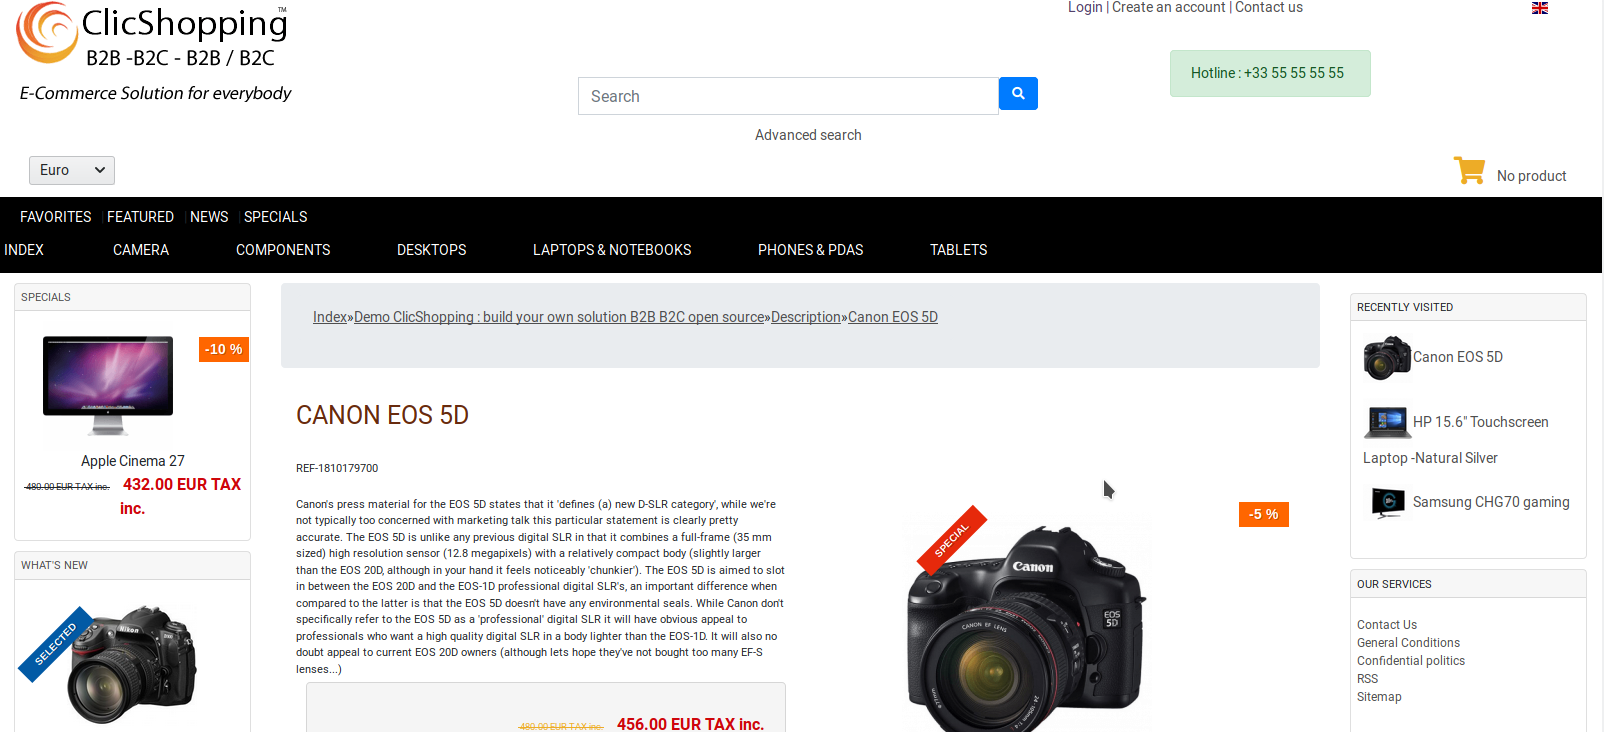 ClicShopping™
B2B -B2C - B2B / B2C
E-Commerce Solution for everybody
Login | Create an account | Contact us
Hotline : +33 55 55 55 55
Search
Advanced search
Euro
No product
FAVORITES | FEATURED | NEWS | SPECIALS
INDEX CAMERA COMPONENTS DESKTOPS LAPTOPS & NOTEBOOKS PHONES & PDAS TABLETS
SPECIALS
-10 %
Apple Cinema 27
480.00 EUR TAX inc. 432.00 EUR TAX
inc.
WHAT'S NEW
SELECTED
Nikon
Index»Demo ClicShopping : build your own solution B2B B2C open source»Description»Canon EOS 5D
CANON EOS 5D
REF-1810179700
Canon's press material for the EOS 5D states that it 'defines (a) new D-SLR category', while we're
not typically too concerned with marketing talk this particular statement is clearly pretty
accurate. The EOS 5D is unlike any previous digital SLR in that it combines a full-frame (35 mm
sized) high resolution sensor (12.8 megapixels) with a relatively compact body (slightly larger
than the EOS 20D, although in your hand it feels noticeably 'chunkier'). The EOS 5D is aimed to slot
in between the EOS 20D and the EOS-1D professional digital SLR's, an important difference when
compared to the latter is that the EOS 5D doesn't have any environmental seals. While Canon don't
specifically refer to the EOS 5D as a 'professional' digital SLR it will have obvious appeal to
professionals who want a high quality digital SLR in a body lighter than the EOS-1D. It will also no
doubt appeal to current EOS 20D owners (although lets hope they've not bought too many EF-S
lenses...)
480.00 EUR TAX inc. 456.00 EUR TAX inc.
SPECIAL
-5 %
Canon
EOS
5D
CANON EF LENS
RECENTLY VISITED
Canon EOS 5D
HP 15.6" Touchscreen
Laptop -Natural Silver
Samsung CHG70 gaming
OUR SERVICES
Contact Us
General Conditions
Confidential politics
RSS
Sitemap